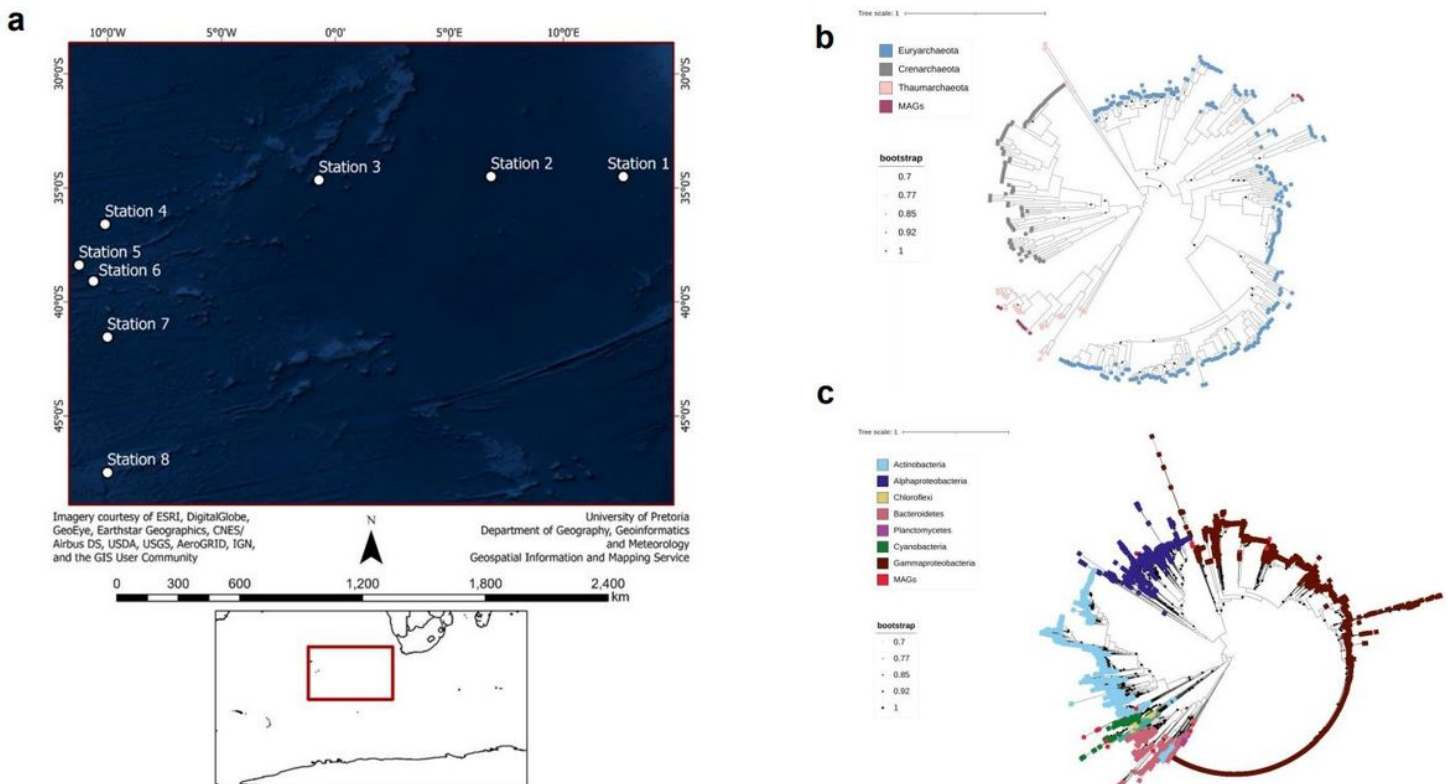 a
10°0'W 5°0'W 0°0' 5°0'E 10°0'E
30°0'S 30°0'S
Station 3 Station 2 Station 1
35°0'S 35°0'S
Station 4
Station 5
Station 6
40°0'S 40°0'S
Station 7
45°0'S 45°0'S
Station 8
Imagery courtesy of ESRI, DigitalGlobe,
GeoEye, Earthstar Geographics, CNES/
Airbus DS, USDA, USGS, AeroGRID, IGN,
and the GIS User Community
N
University of Pretoria
Department of Geography, Geoinformatics
and Meteorology
Geospatial Information and Mapping Service
0 300 600 1,200 1,800 2,400
km
b
Tree scale: 1
Euryarchaeota
Crenarchaeota
Thaumarchaeota
MAGs
bootstrap
0.7
0.77
0.85
0.92
1
c
Tree scale: 1
Actinobacteria
Alphaproteobacteria
Chloroflexi
Bacteroidetes
Planctomycetes
Cyanobacteria
Gammaproteobacteria
MAGs
bootstrap
0.7
0.77
0.85
0.92
1